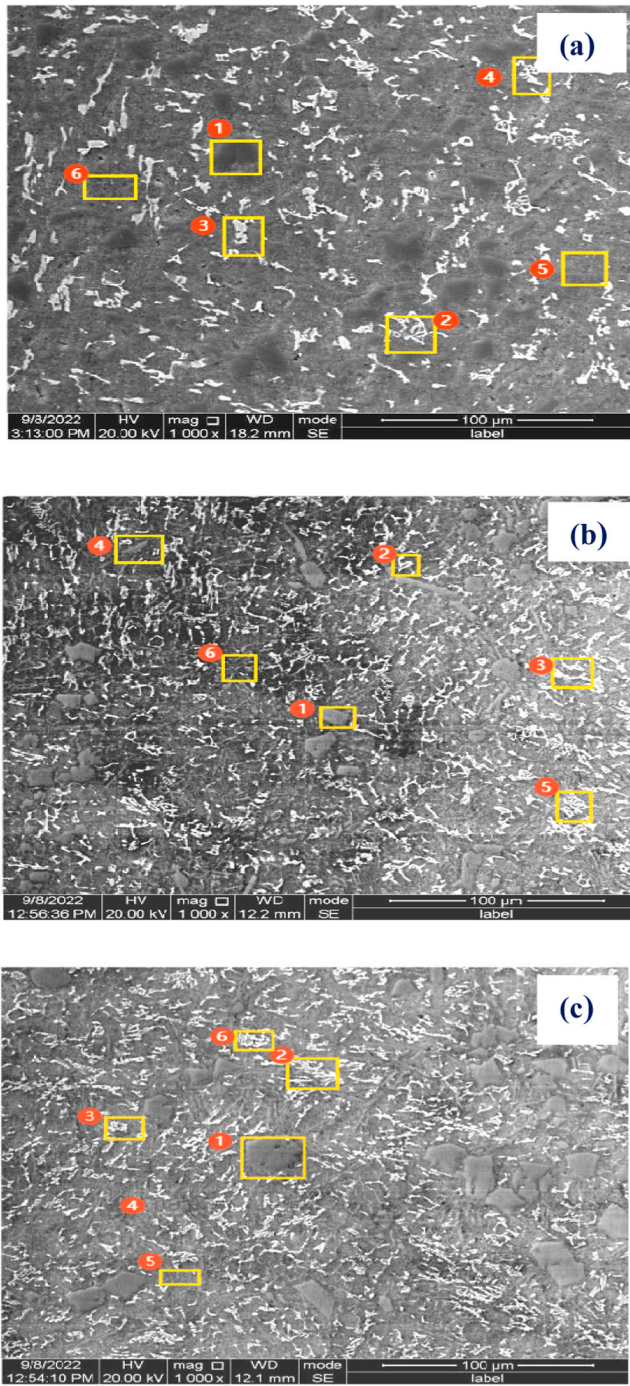 (a)
4
1
6
3
5
2
9/8/2022 HV mag WD mode 100 µm
3:13:00 PM 20.00 kV 1 000 x 18.2 mm SE label
(b)
4
2
6
3
1
5
9/8/2022 HV mag WD mode 100 µm
12:56:36 PM 20.00 kV 1 000 x 12.2 mm SE label
(c)
6
2
3
1
4
5
9/8/2022 HV mag WD mode 100 µm
12:54:10 PM 20.00 kV 1 000 x 12.1 mm SE label